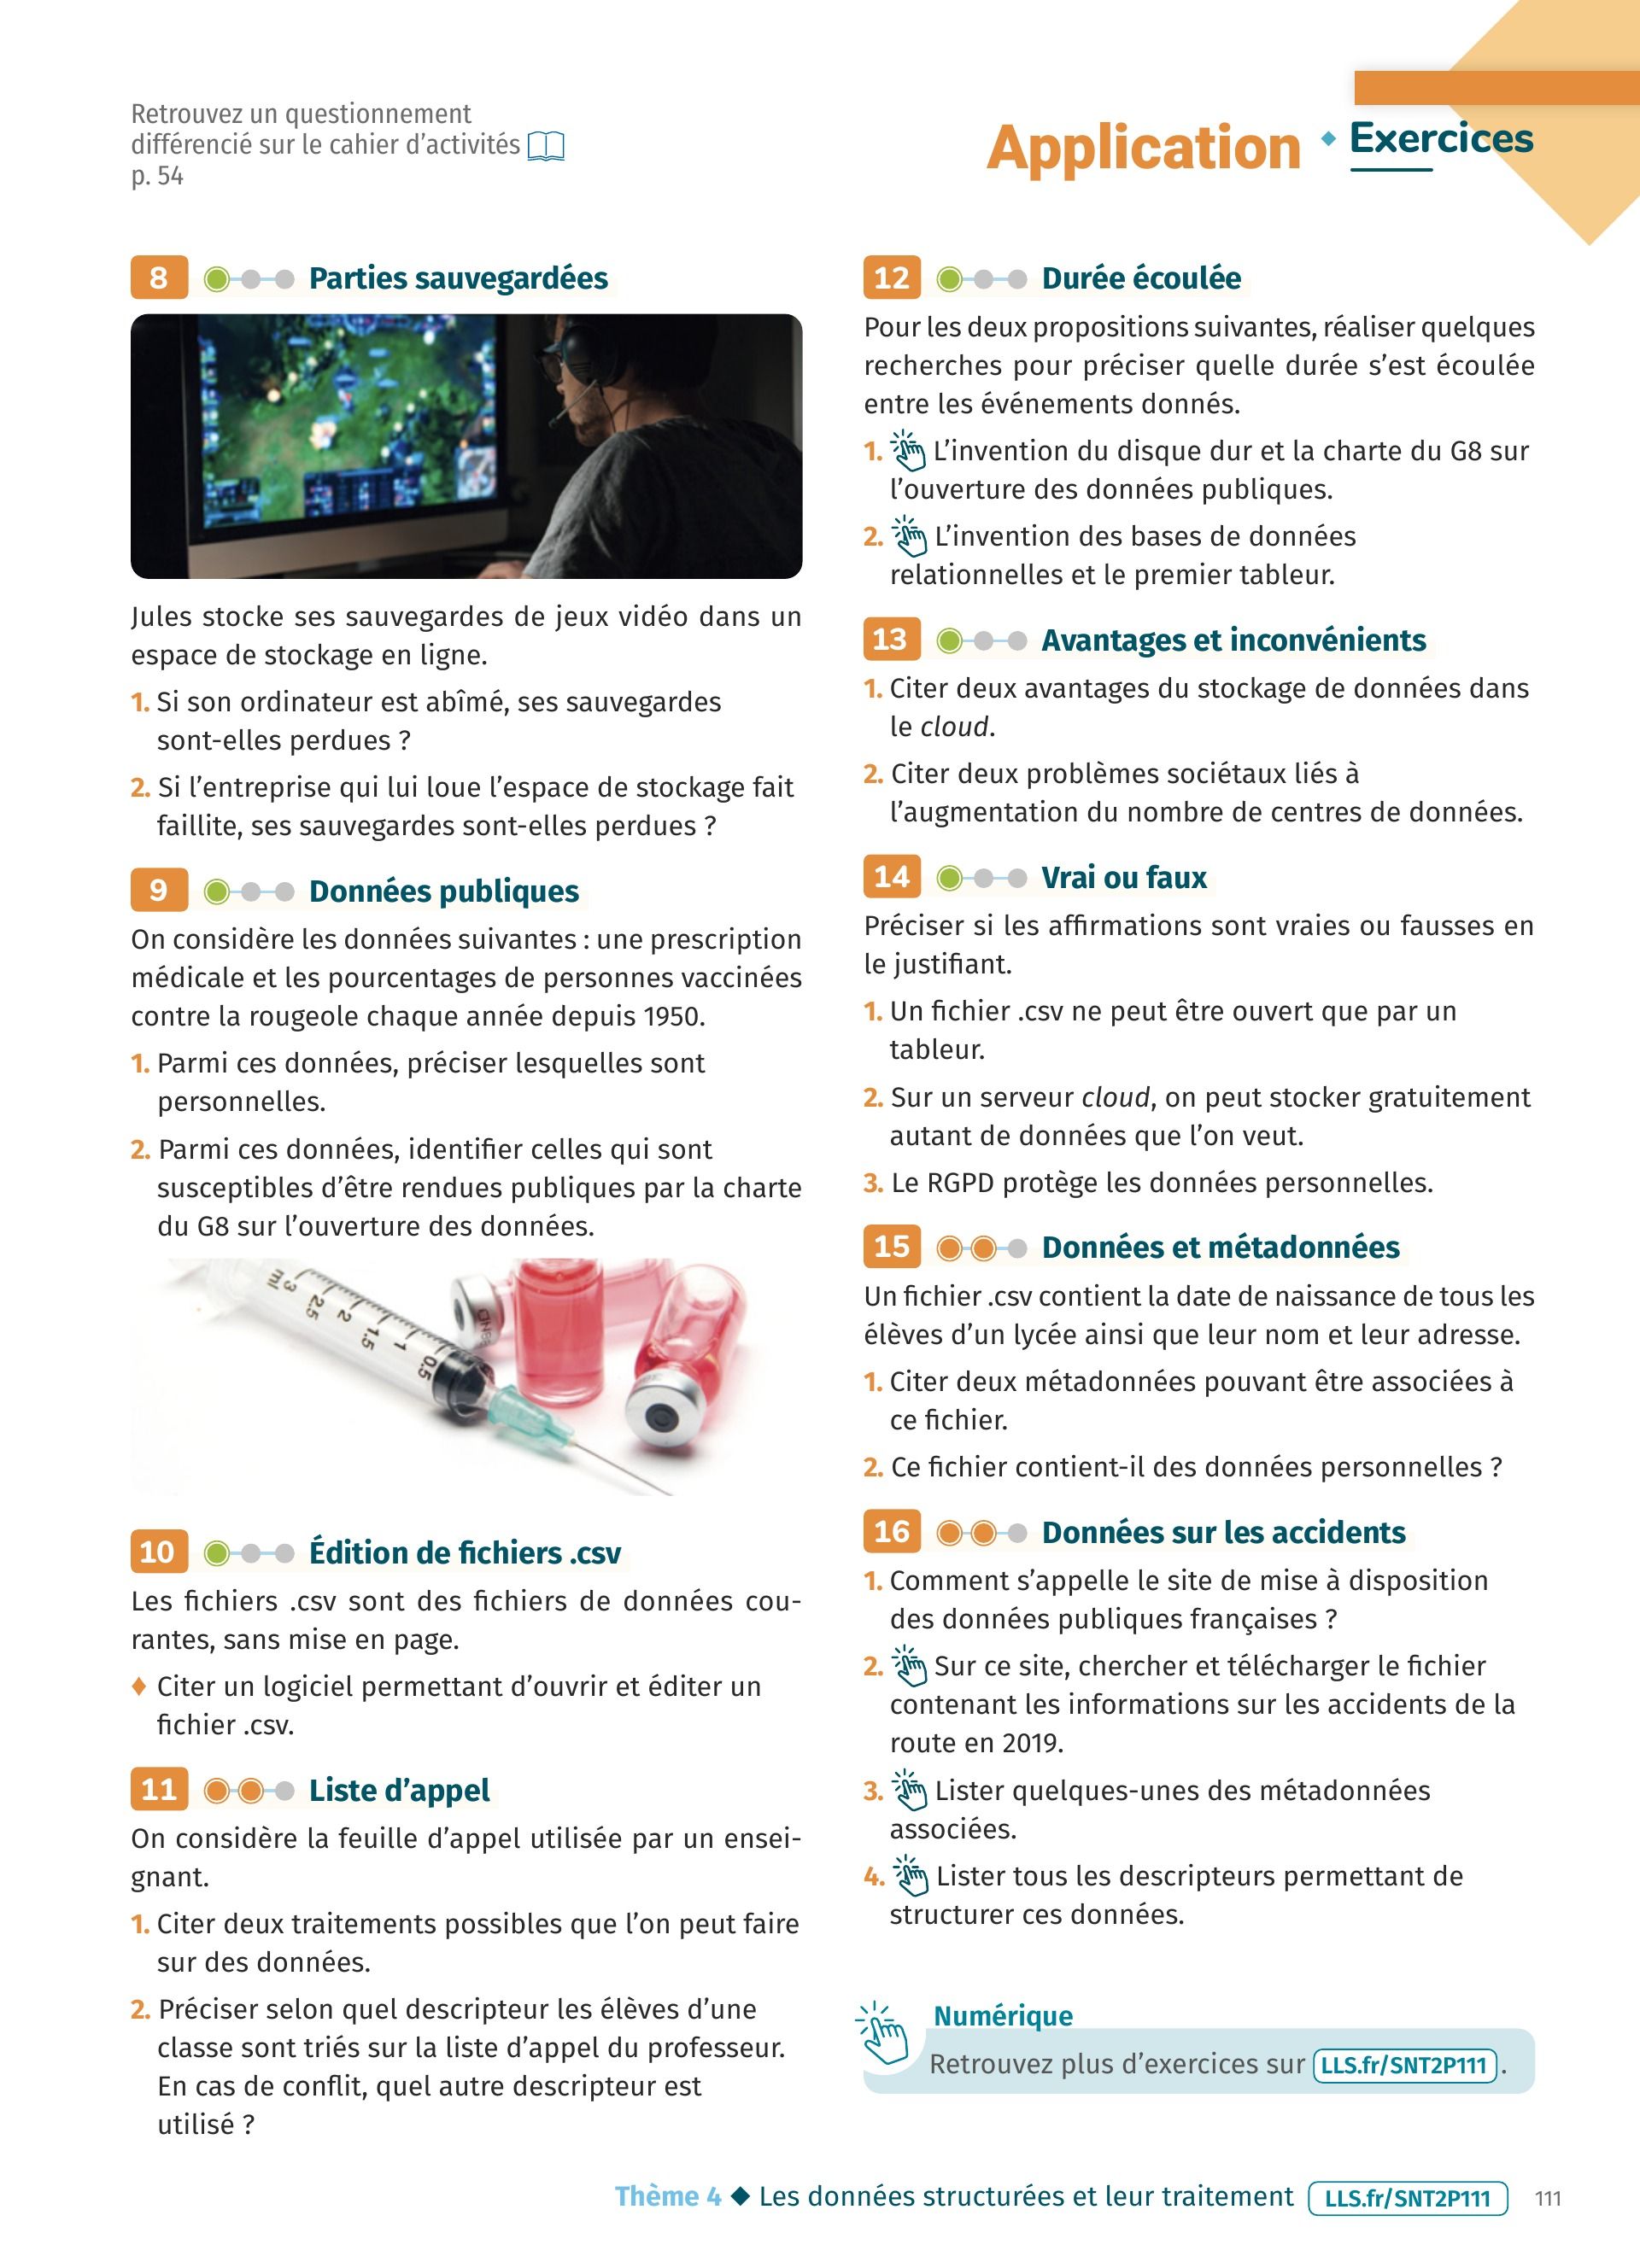 Retrouvez un questionnement
différencié sur le cahier d'activités
p. 54
Application
Exercices
8 Parties sauvegardées
Jules stocke ses sauvegardes de jeux vidéo dans un
espace de stockage en ligne.
1. Si son ordinateur est abîmé, ses sauvegardes
sont-elles perdues ?
2. Si l'entreprise qui lui loue l'espace de stockage fait
faillite, ses sauvegardes sont-elles perdues ?
9 Données publiques
On considère les données suivantes : une prescription
médicale et les pourcentages de personnes vaccinées
contre la rougeole chaque année depuis 1950.
1. Parmi ces données, préciser lesquelles sont
personnelles.
2. Parmi ces données, identifier celles qui sont
susceptibles d'être rendues publiques par la charte
du G8 sur l'ouverture des données.
ml 3 2.5 2 1.5 1 0.5
10 Édition de fichiers .csv
Les fichiers .csv sont des fichiers de données cou-
rantes, sans mise en page.
♦ Citer un logiciel permettant d'ouvrir et éditer un
fichier .csv.
11 Liste d'appel
On considère la feuille d'appel utilisée par un ensei-
gnant.
1. Citer deux traitements possibles que l'on peut faire
sur des données.
2. Préciser selon quel descripteur les élèves d'une
classe sont triés sur la liste d'appel du professeur.
En cas de conflit, quel autre descripteur est
utilisé ?
12 Durée écoulée
Pour les deux propositions suivantes, réaliser quelques
recherches pour préciser quelle durée s'est écoulée
entre les événements donnés.
1. L'invention du disque dur et la charte du G8 sur
l'ouverture des données publiques.
2. L'invention des bases de données
relationnelles et le premier tableur.
13 Avantages et inconvénients
1. Citer deux avantages du stockage de données dans
le cloud.
2. Citer deux problèmes sociétaux liés à
l'augmentation du nombre de centres de données.
14 Vrai ou faux
Préciser si les affirmations sont vraies ou fausses en
le justifiant.
1. Un fichier .csv ne peut être ouvert que par un
tableur.
2. Sur un serveur cloud, on peut stocker gratuitement
autant de données que l'on veut.
3. Le RGPD protège les données personnelles.
15 Données et métadonnées
Un fichier .csv contient la date de naissance de tous les
élèves d'un lycée ainsi que leur nom et leur adresse.
1. Citer deux métadonnées pouvant être associées à
ce fichier.
2. Ce fichier contient-il des données personnelles ?
16 Données sur les accidents
1. Comment s'appelle le site de mise à disposition
des données publiques françaises ?
2. Sur ce site, chercher et télécharger le fichier
contenant les informations sur les accidents de la
route en 2019.
3. Lister quelques-unes des métadonnées
associées.
4. Lister tous les descripteurs permettant de
structurer ces données.
Numérique
Retrouvez plus d'exercices sur LLS.fr/SNT2P111.
Thème 4 ◆ Les données structurées et leur traitement LLS.fr/SNT2P111 111